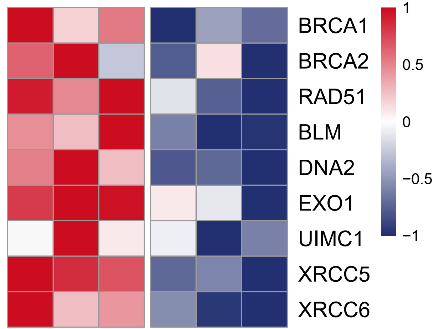 BRCA1
BRCA2
RAD51
BLM
DNA2
EXO1
UIMC1
XRCC5
XRCC6
1
0.5
0
−0.5
−1